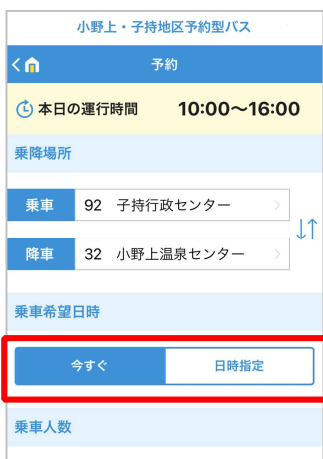 小野上・子持地区予約型バス
予約
本日の運行時間 10:00〜16:00
乗降場所
乗車 92 子持行政センター
降車 32 小野上温泉センター
乗車希望日時
今すぐ 日時指定
乗車人数